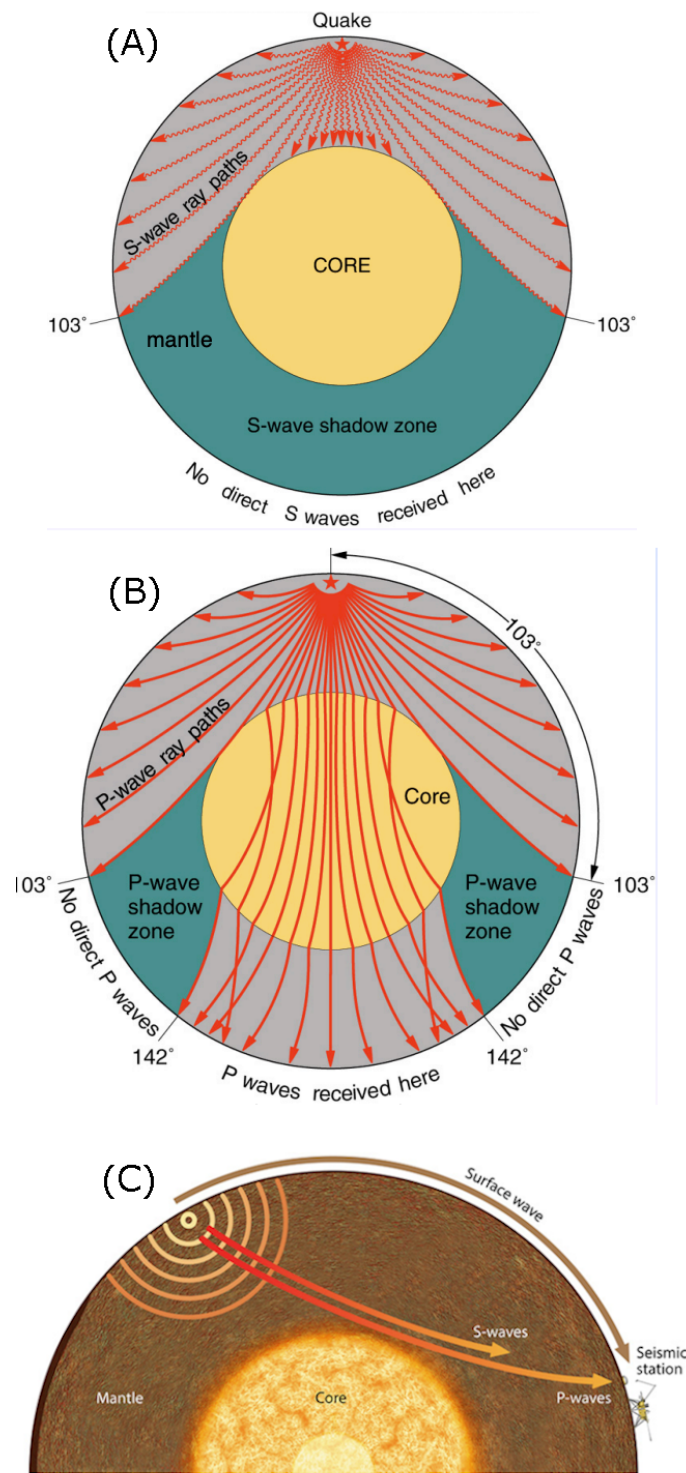 (A)
Quake
S-wave ray paths
CORE
103°
103°
mantle
S-wave shadow zone
No direct S waves received here
(B)
103°
P-wave ray paths
Core
103°
P-wave
shadow
zone
P-wave
shadow
zone
103°
No direct P waves
No direct P waves
142°
142°
P waves received here
(C)
Surface wave
S-waves
Seismic
station
Mantle
Core
P-waves